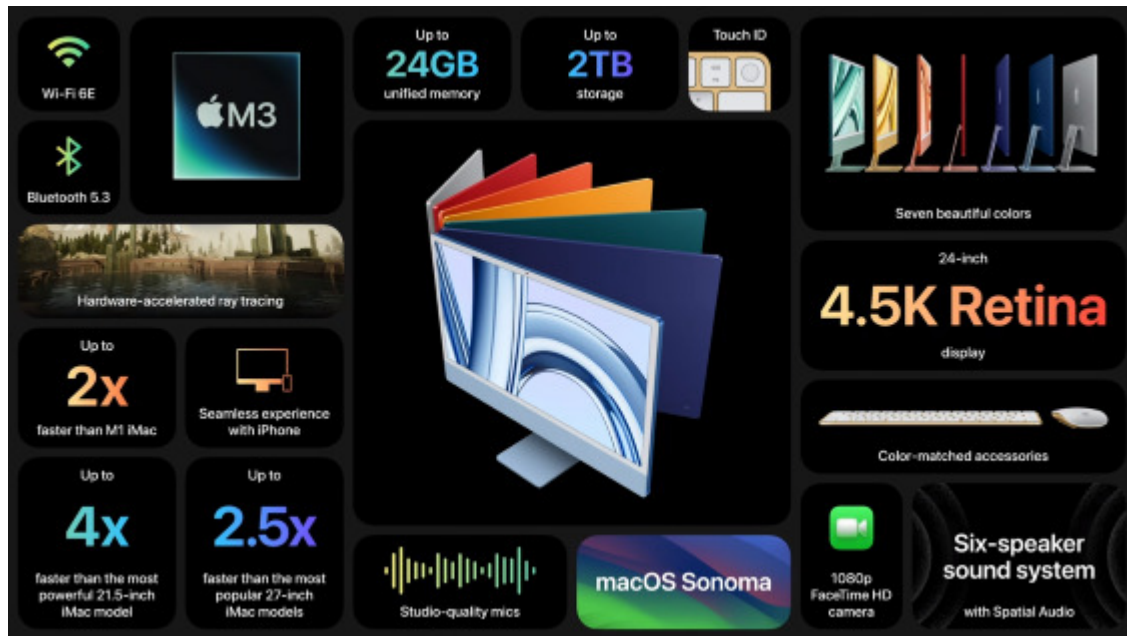 Wi-Fi 6E
M3
Bluetooth 5.3
Hardware-accelerated ray tracing
Up to
2x
faster than M1 iMac
Seamless experience
with iPhone
Up to
4x
faster than the most
powerful 21.5-inch
iMac model
Up to
2.5x
faster than the most
popular 27-inch
iMac models
Up to
24GB
unified memory
Up to
2TB
storage
Touch ID
Studio-quality mics
macOS Sonoma
Seven beautiful colors
24-inch
4.5K Retina
display
Color-matched accessories
1080p
FaceTime HD
camera
Six-speaker
sound system
with Spatial Audio